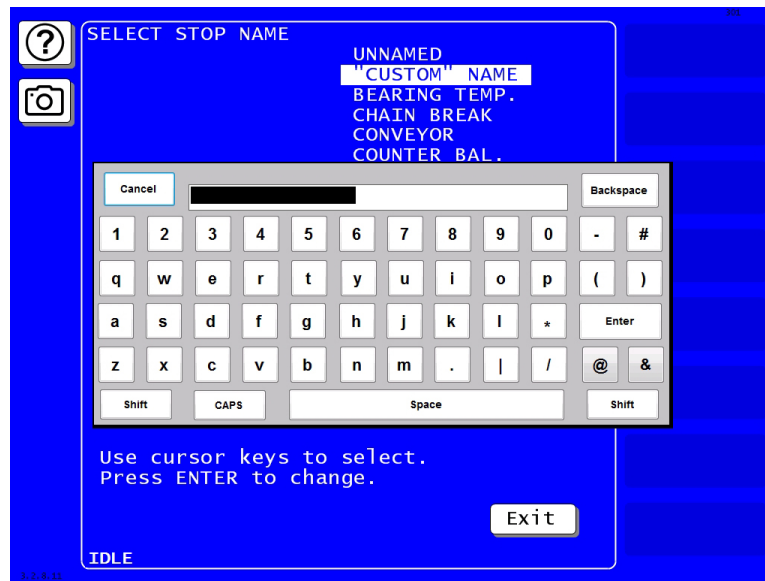 SELECT STOP NAME
UNNAMED
"CUSTOM" NAME
BEARING TEMP.
CHAIN BREAK
CONVEYOR
COUNTER BAL.
Cancel
Backspace
1 2 3 4 5 6 7 8 9 0 - #
q w e r t y u i o p ( )
a s d f g h j k l * Enter
z x c v b n m . | / @ &
Shift CAPS Space Shift
Use cursor keys to select.
Press ENTER to change.
Exit
IDLE